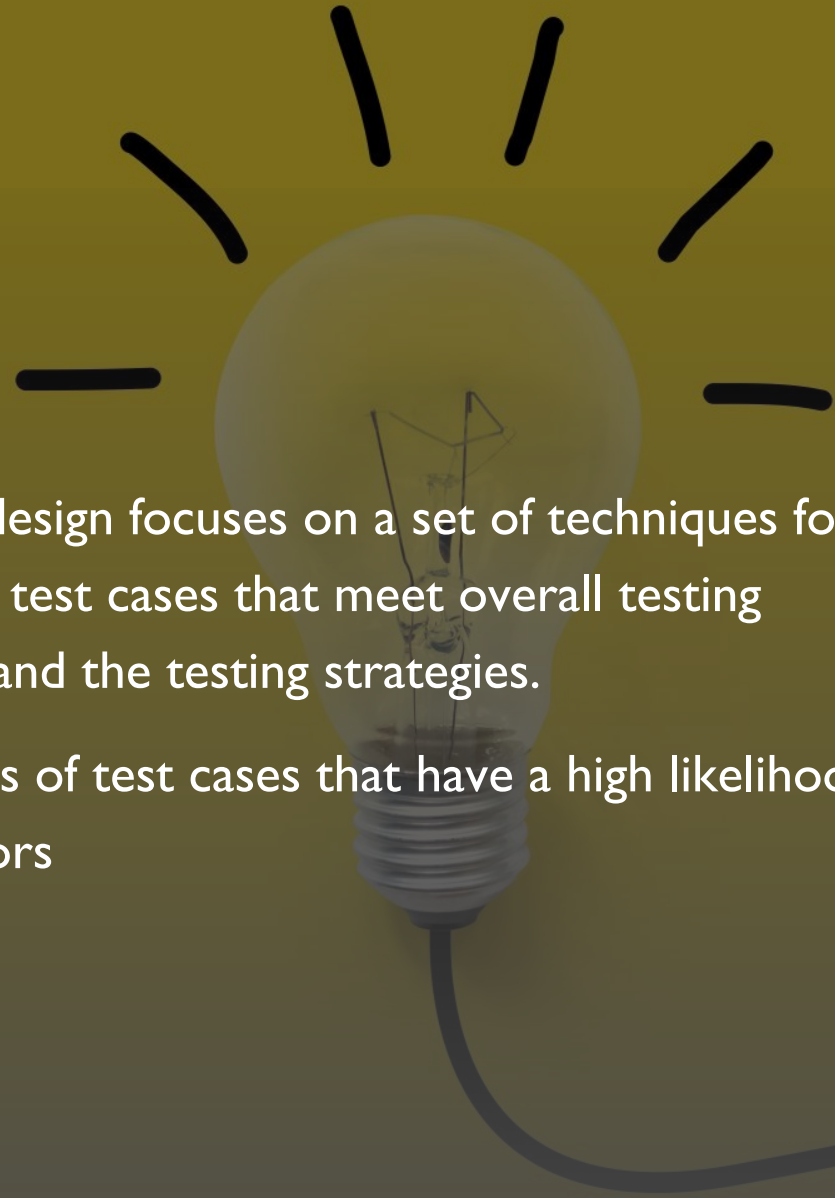 design focuses on a set of techniques fo
test cases that meet overall testing
and the testing strategies.
s of test cases that have a high likelihoo
ors